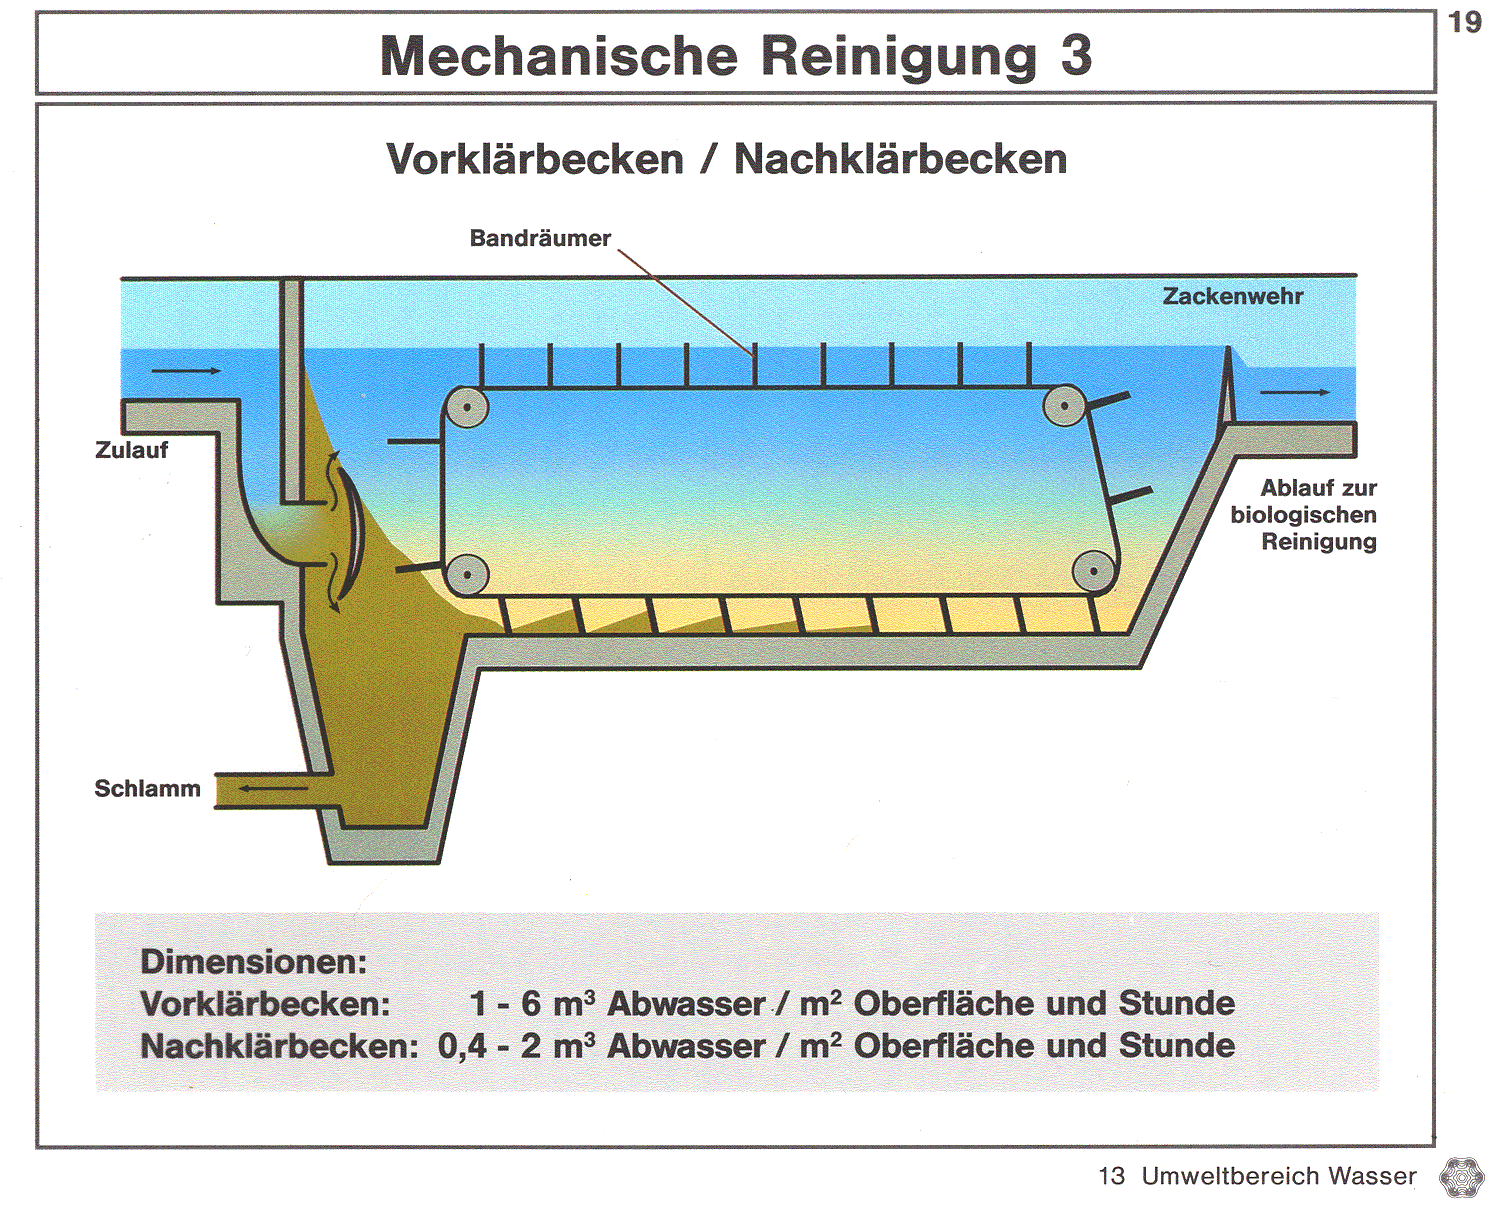 19
Mechanische Reinigung 3
Vorklärbecken / Nachklärbecken
Bandräumer
Zackenwehr
Zulauf
Ablauf zur
biologischen
Reinigung
Schlamm
Dimensionen:
Vorklärbecken: 1 - 6 m³ Abwasser / m² Oberfläche und Stunde
Nachklärbecken: 0,4 - 2 m³ Abwasser / m² Oberfläche und Stunde
13 Umweltbereich Wasser